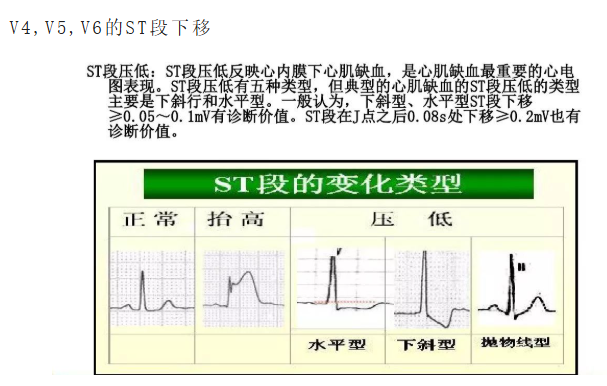 V4,V5,V6的ST段下移
ST段压低：ST段压低反映心内膜下心肌缺血，是心肌缺血最重要的心电
图表现。ST段压低有五种类型，但典型的心肌缺血的ST段压低的类型
主要是下斜行和水平型。一般认为，下斜型、水平型ST段下移
≥0.05～0.1mV有诊断价值。ST段在J点之后0.08s处下移≥0.2mV也有
诊断价值。
ST段的变化类型
正常 抬高 压 低
水平型 下斜型 抛物线型